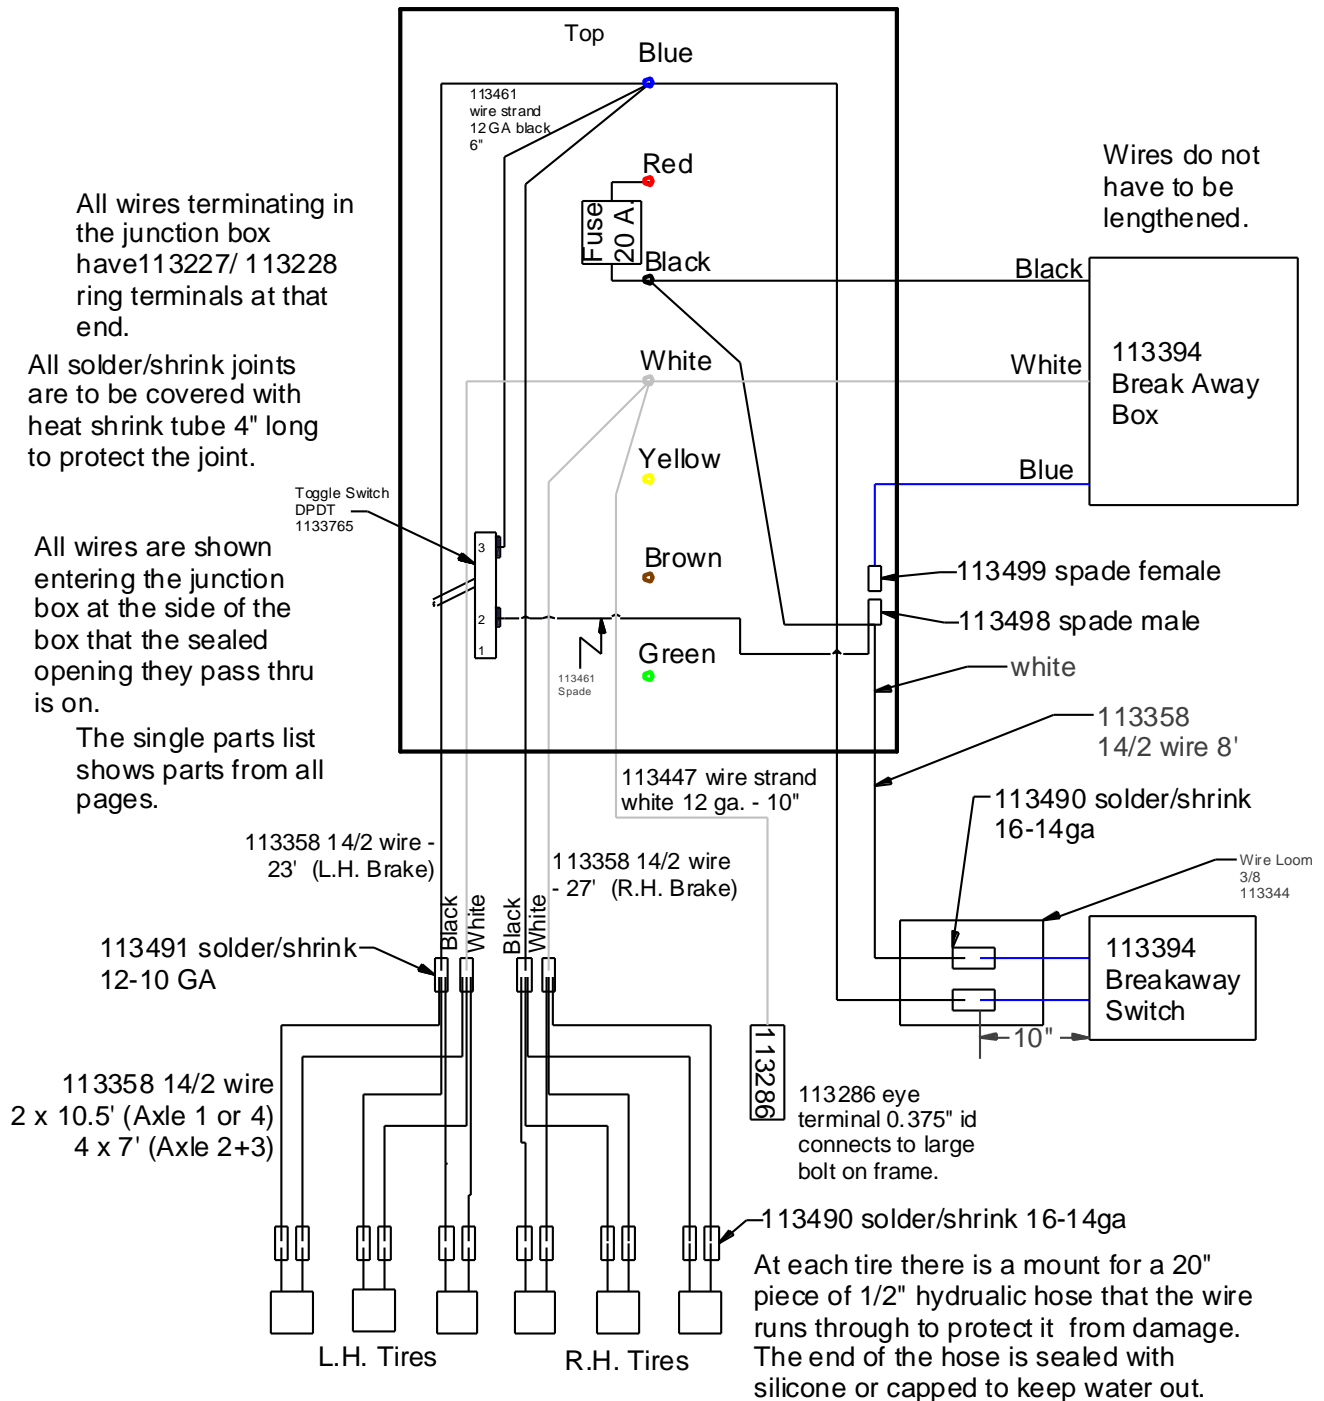 Top
Blue
113461
wire strand
12GA black
6"
Red
Fuse
20 A.
Black
White
Yellow
Brown
Green
Wires do not
have to be
lengthened.
Black
White
Blue
113394
Break Away
Box
All wires terminating in
the junction box
have113227/ 113228
ring terminals at that
end.
All solder/shrink joints
are to be covered with
heat shrink tube 4" long
to protect the joint.
Toggle Switch
DPDT
1133765
3
2
1
All wires are shown
entering the junction
box at the side of the
box that the sealed
opening they pass thru
is on.
The single parts list
shows parts from all
pages.
113461
Spade
113499 spade female
113498 spade male
white
113358
14/2 wire 8'
113490 solder/shrink
16-14ga
Wire Loom
3/8
113344
113394
Breakaway
Switch
10"
113447 wire strand
white 12 ga. - 10"
113358 14/2 wire -
23' (L.H. Brake)
113358 14/2 wire
- 27' (R.H. Brake)
Black
White
Black
White
113491 solder/shrink
12-10 GA
113358 14/2 wire
2 x 10.5' (Axle 1 or 4)
4 x 7' (Axle 2+3)
113286
113286 eye
terminal 0.375" id
connects to large
bolt on frame.
113490 solder/shrink 16-14ga
At each tire there is a mount for a 20"
piece of 1/2" hydrualic hose that the wire
runs through to protect it from damage.
The end of the hose is sealed with
silicone or capped to keep water out.
L.H. Tires
R.H. Tires